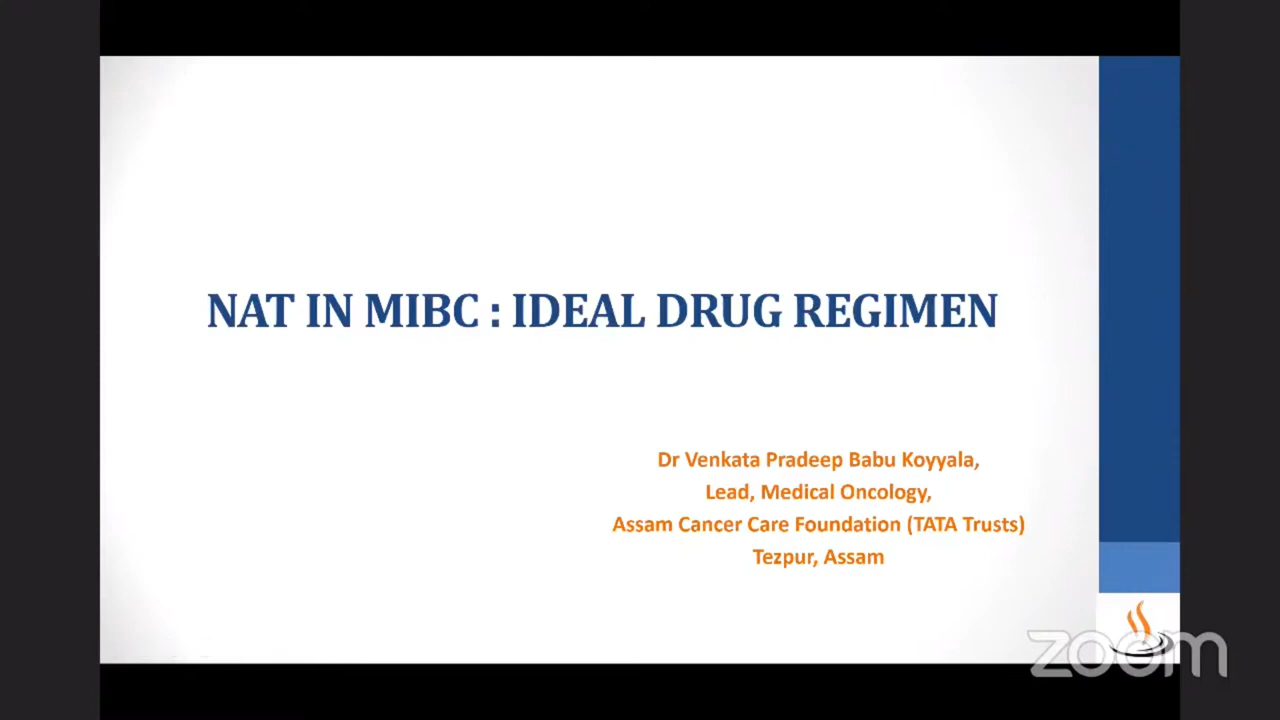 NAT IN MIBC : IDEAL DRUG REGIMEN
Dr Venkata Pradeep Babu Koyyala,
Lead, Medical Oncology,
Assam Cancer Care Foundation (TATA Trusts)
Tezpur, Assam
zoom